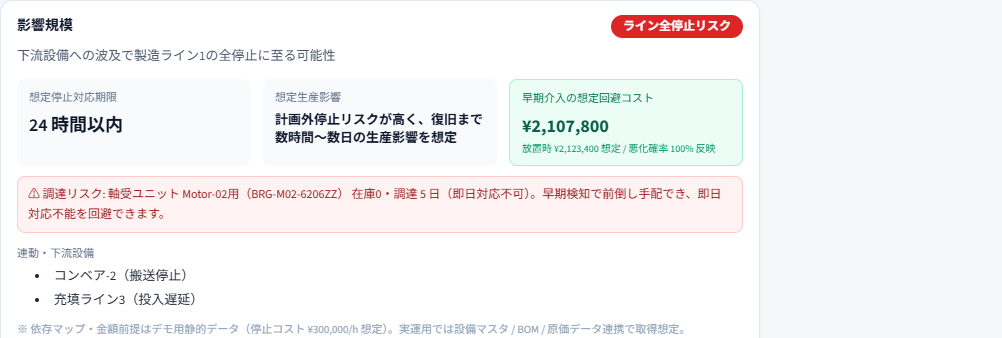 影響規模
ライン全停止リスク
下流設備への波及で製造ライン1の全停止に至る可能性
想定停止対応期限
24 時間以内
想定生産影響
計画外停止リスクが高く、復旧まで
数時間〜数日の生産影響を想定
早期介入の想定回避コスト
¥2,107,800
放置時 ¥2,123,400 想定 / 悪化確率 100% 反映
⚠ 調達リスク: 軸受ユニット Motor-02用（BRG-M02-6206ZZ） 在庫0・調達 5 日（即日対応不可）。早期検知で前倒し手配でき、即日
対応不能を回避できます。
連動・下流設備
• コンベア-2（搬送停止）
• 充填ライン3（投入遅延）
※ 依存マップ・金額前提はデモ用静的データ（停止コスト ¥300,000/h 想定）。実運用では設備マスタ / BOM / 原価データ連携で取得想定。